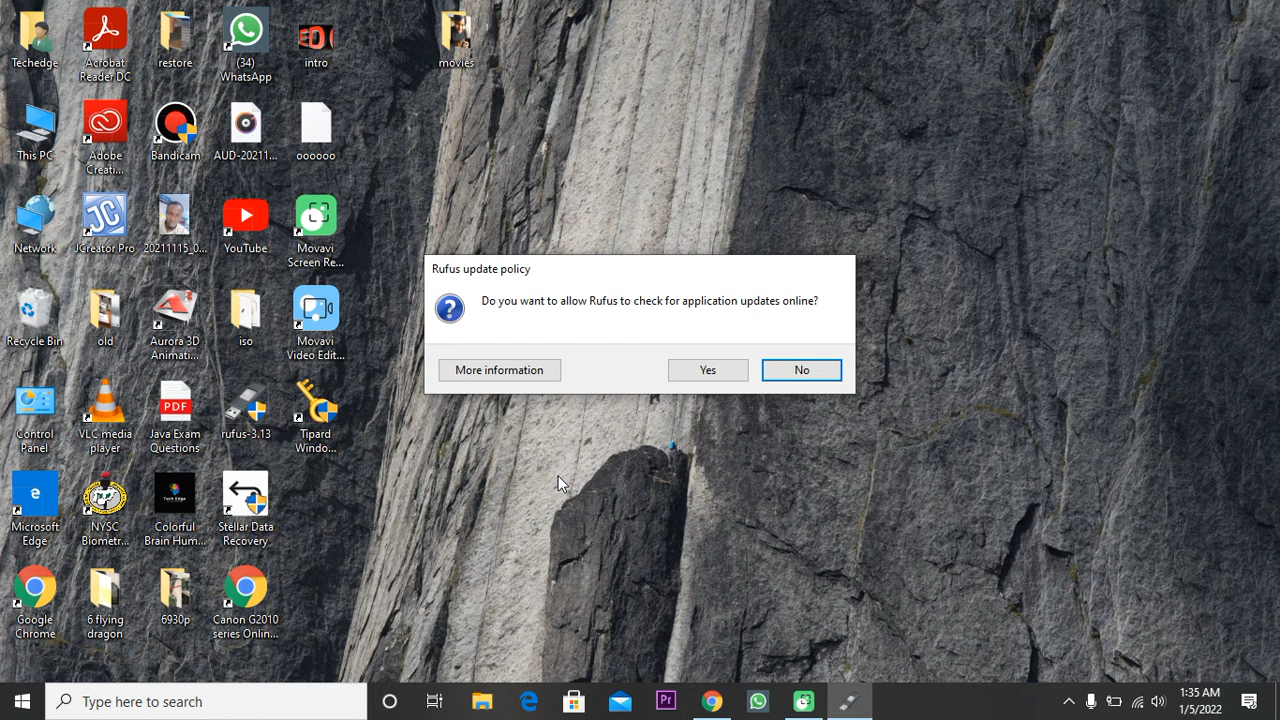 Techedge
Acrobat
Reader DC
restore
(34)
WhatsApp
intro
movies
This PC
Adobe
Creati...
Bandicam
AUD-20211...
oooooo
Network
JCreator Pro
20211115_0...
YouTube
Movavi
Screen Re...
Recycle Bin
old
Aurora 3D
Animati...
iso
Movavi
Video Edit...
Control
Panel
VLC media
player
PDF
Java Exam
Questions
rufus-3.13
Tipard
Windo...
Microsoft
Edge
NYSC
Biometr...
Colorful
Brain Hum...
Stellar Data
Recovery
Google
Chrome
6 flying
dragon
6930p
Canon G2010
series Onlin...
Rufus update policy
Do you want to allow Rufus to check for application updates online?
More information
Yes
No
Type here to search
Pr
1:35 AM
1/5/2022